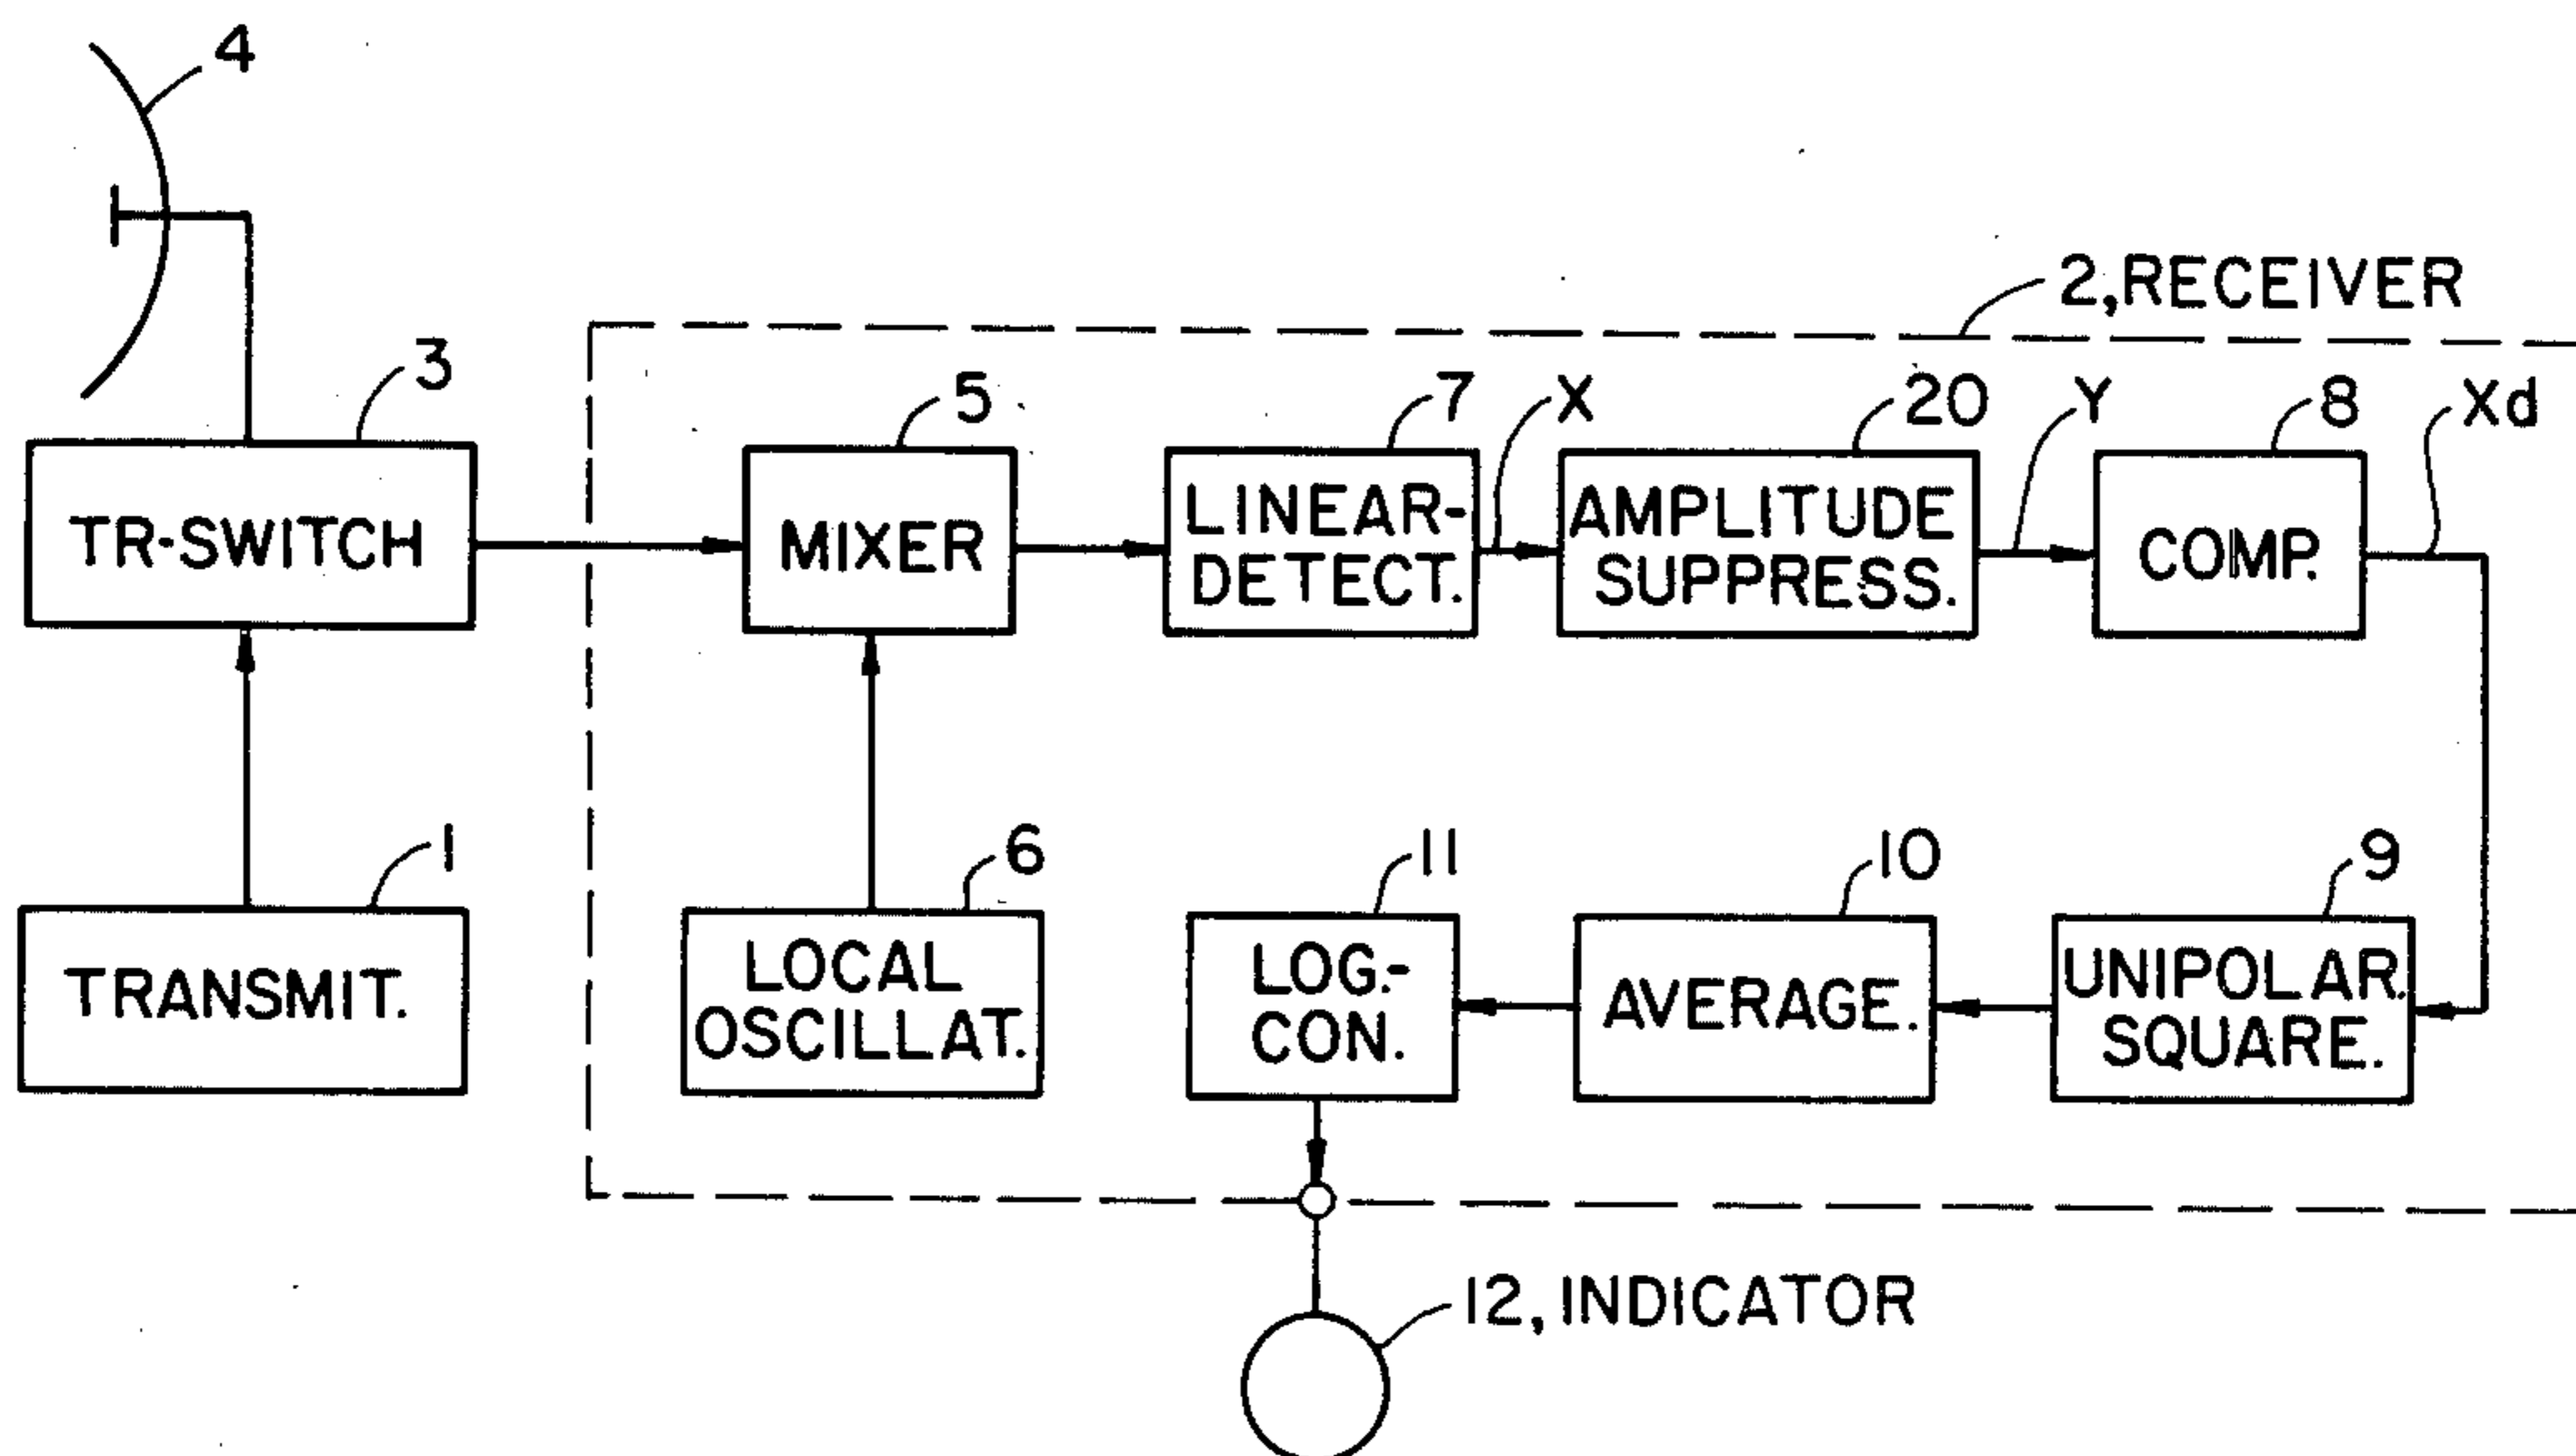 4
2,RECEIVER
3
5
7
X
20
Y
8
Xd
TR-SWITCH
MIXER
LINEAR-
DETECT.
AMPLITUDE
SUPPRESS.
COMP.
1
6
11
10
9
TRANSMIT.
LOCAL
OSCILLAT.
LOG.-
CON.
AVERAGE.
UNIPOLAR.
SQUARE.
12,INDICATOR